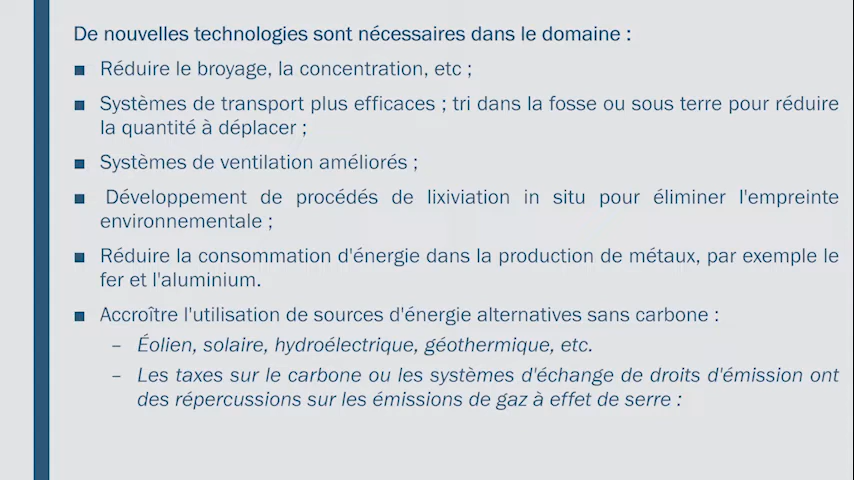 De nouvelles technologies sont nécessaires dans le domaine :
■ Réduire le broyage, la concentration, etc ;
■ Systèmes de transport plus efficaces ; tri dans la fosse ou sous terre pour réduire
la quantité à déplacer ;
■ Systèmes de ventilation améliorés ;
■ Développement de procédés de lixiviation in situ pour éliminer l'empreinte
environnementale ;
■ Réduire la consommation d'énergie dans la production de métaux, par exemple le
fer et l'aluminium.
■ Accroître l'utilisation de sources d'énergie alternatives sans carbone :
– Éolien, solaire, hydroélectrique, géothermique, etc.
– Les taxes sur le carbone ou les systèmes d'échange de droits d'émission ont
des répercussions sur les émissions de gaz à effet de serre :